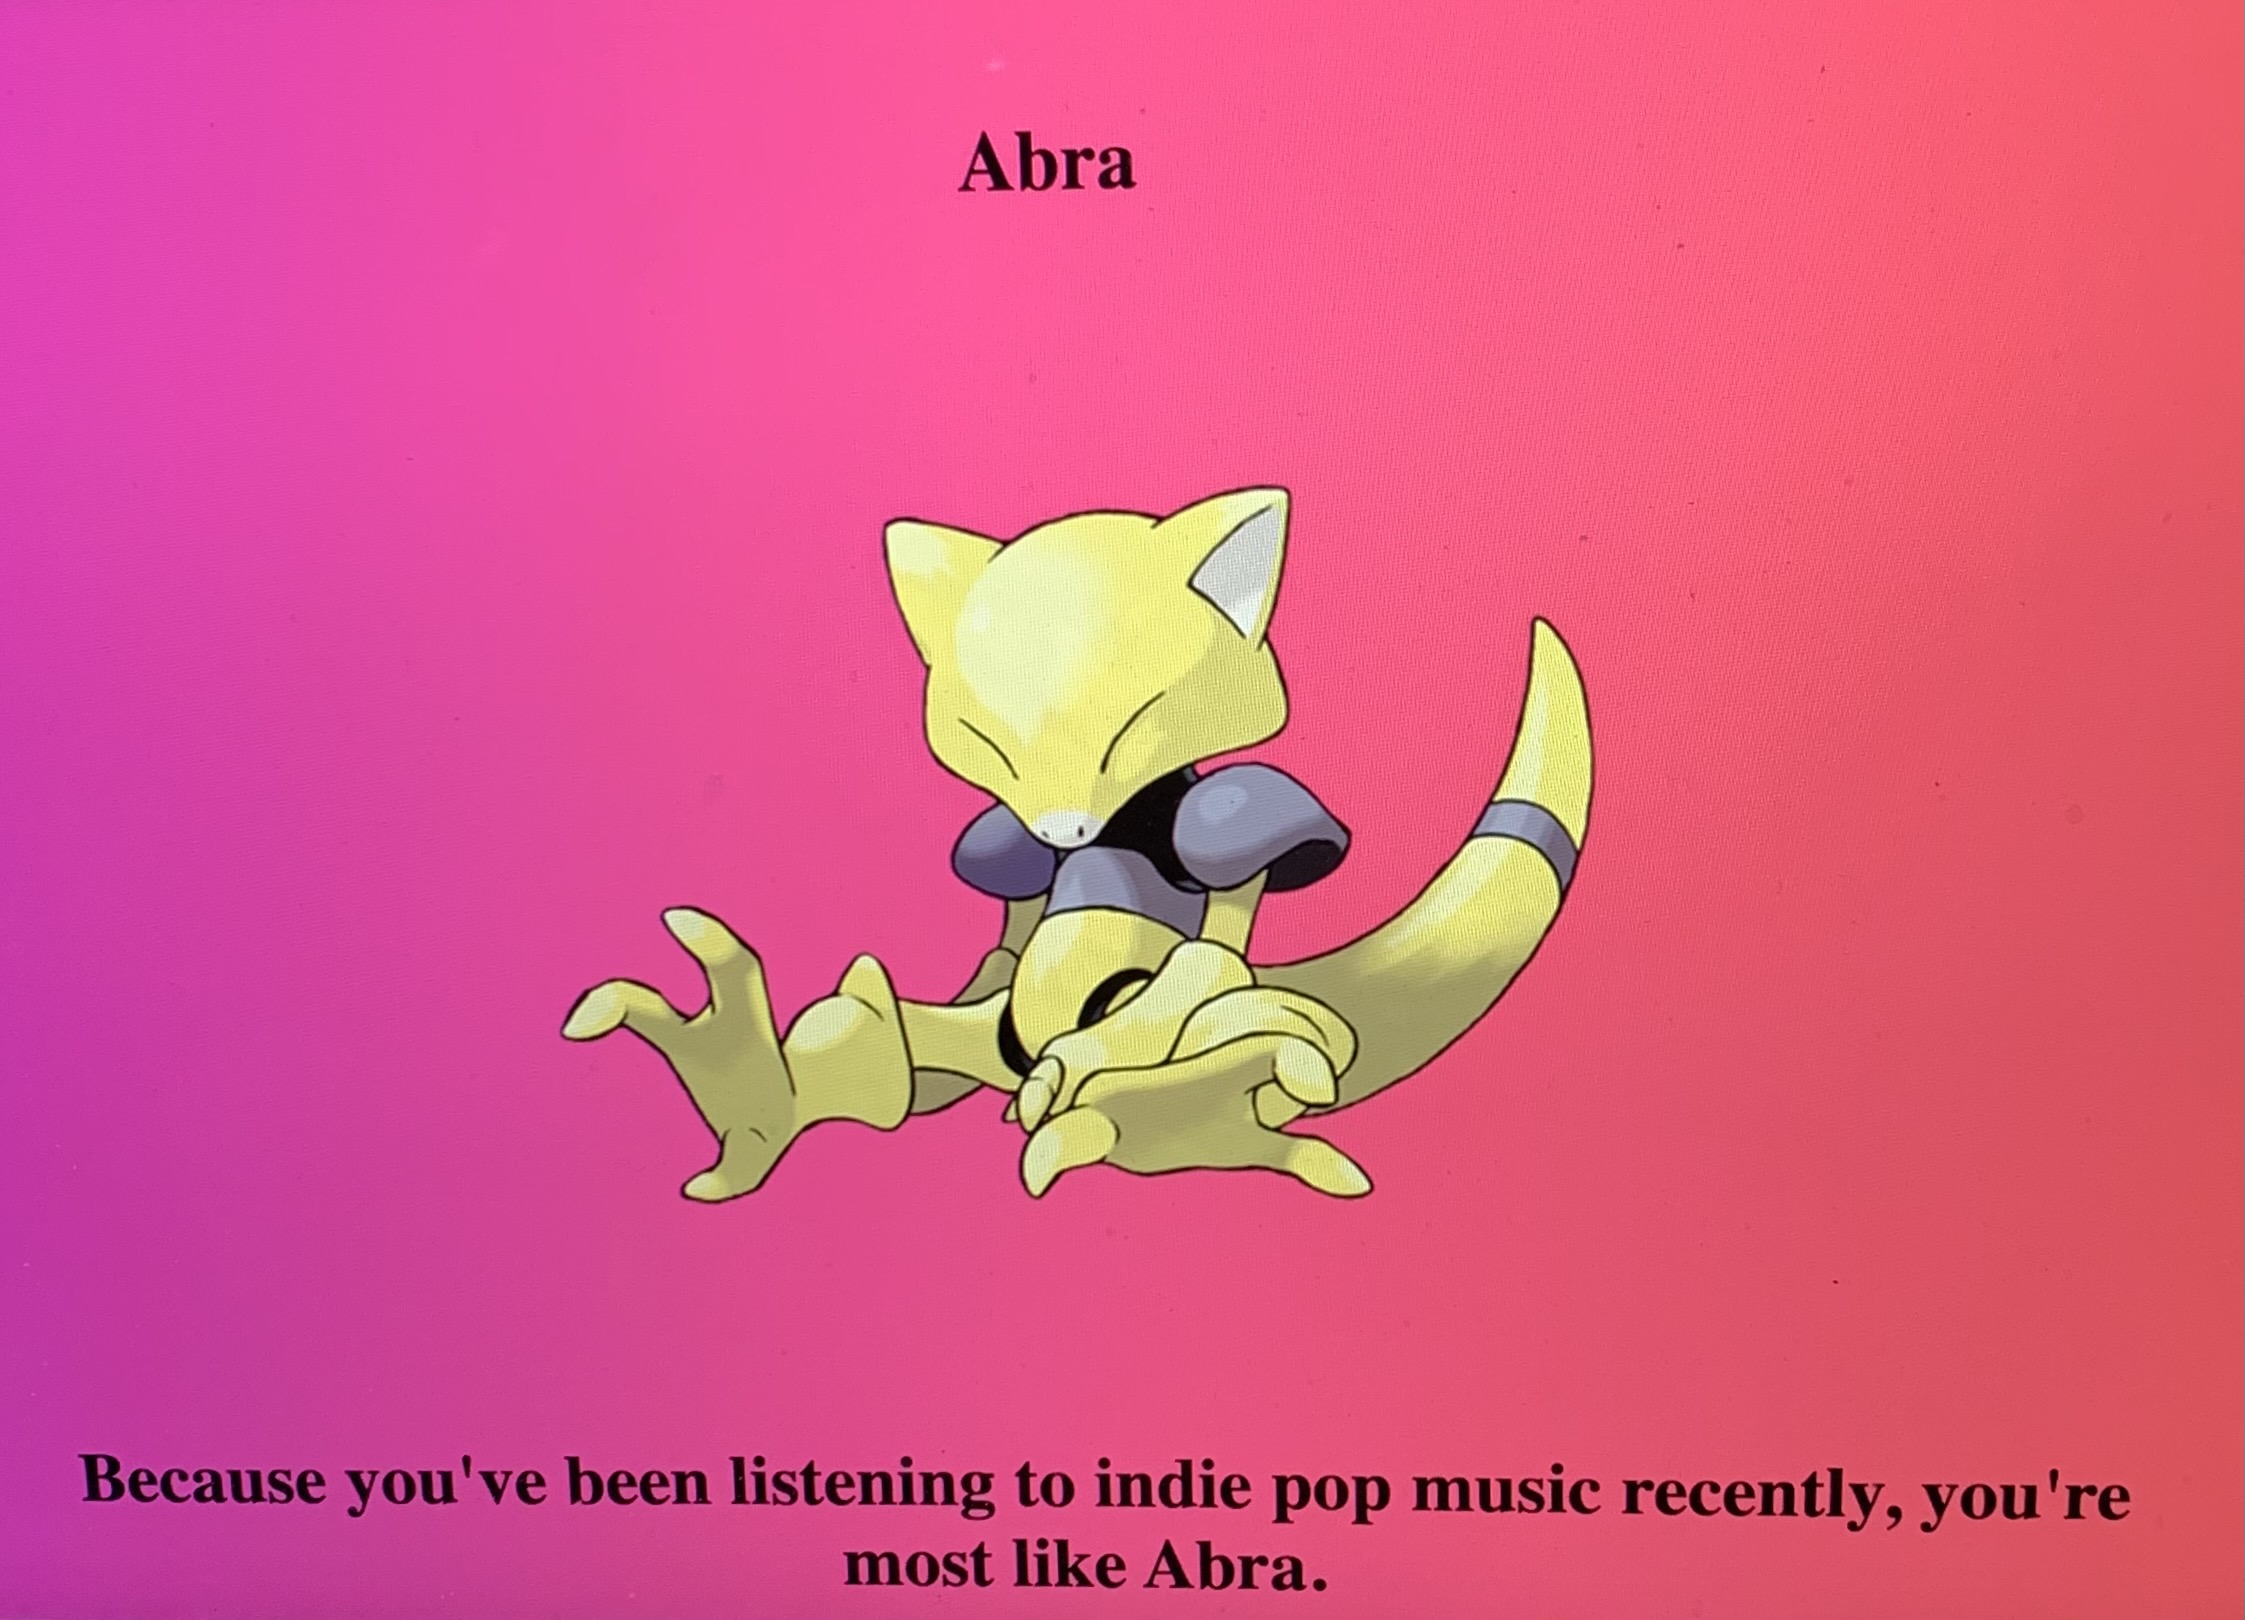 Abra
Because you've been listening to indie pop music recently, you're
most like Abra.